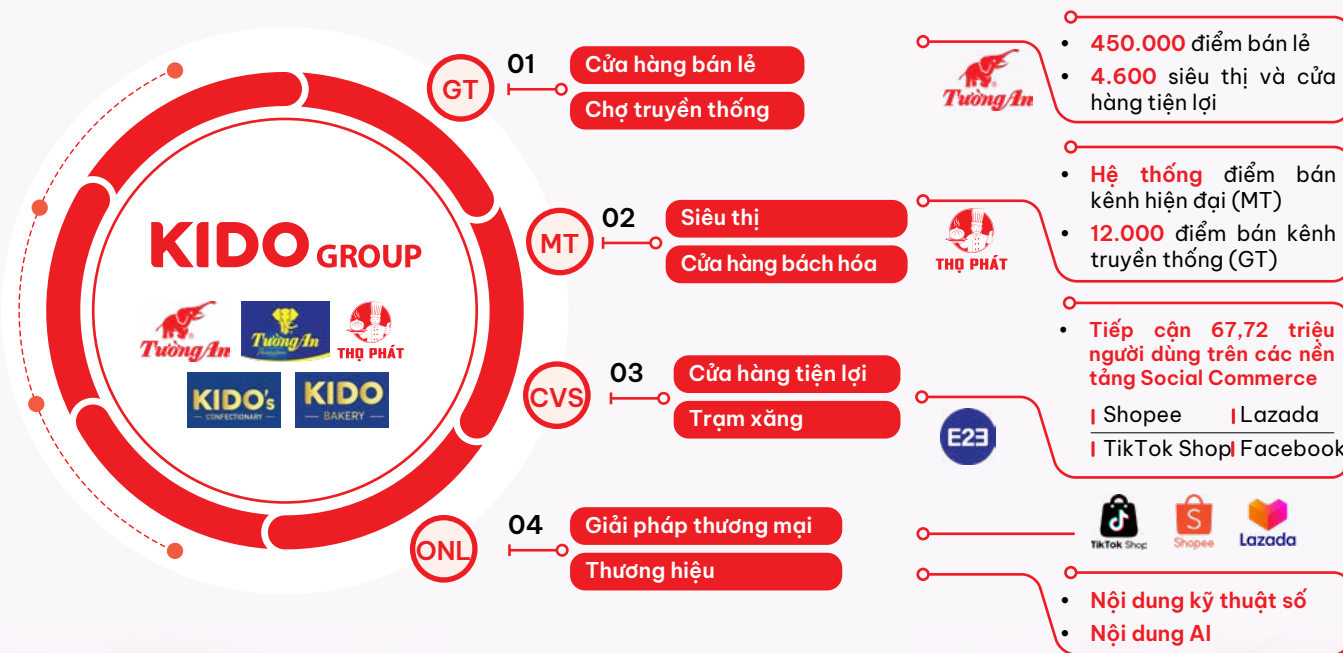 KIDO GROUP
Tường An
Tường An
THỌ PHÁT
KIDO's
CONFECTIONARY
KIDO
BAKERY
GT
01
Cửa hàng bán lẻ
Chợ truyền thống
MT
02
Siêu thị
Cửa hàng bách hóa
CVS
03
Cửa hàng tiện lợi
Trạm xăng
ONL
04
Giải pháp thương mại
Thương hiệu
Tường An
• 450.000 điểm bán lẻ
• 4.600 siêu thị và cửa
hàng tiện lợi
THỌ PHÁT
• Hệ thống điểm bán
kênh hiện đại (MT)
• 12.000 điểm bán kênh
truyền thống (GT)
E23
• Tiếp cận 67,72 triệu
người dùng trên các nền
tảng Social Commerce
Shopee Lazada
TikTok Shop Facebook
TikTok Shop
Shopee
Lazada
• Nội dung kỹ thuật số
• Nội dung AI